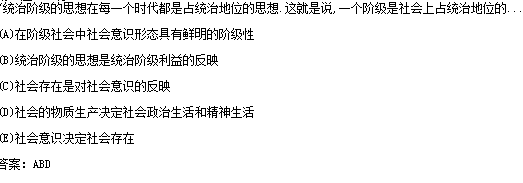 "统治阶级的思想在每一个时代都是占统治地位的思想.这就是说,一个阶级是社会上占统治地位的...
(A)在阶级社会中社会意识形态具有鲜明的阶级性
(B)统治阶级的思想是统治阶级利益的反映
(C)社会存在是对社会意识的反映
(D)社会的物质生产决定社会政治生活和精神生活
(E)社会意识决定社会存在
答案: ABD